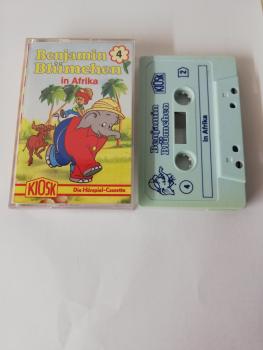 Benjamin
Blümchen
4
in Afrika
KIOSK
Die Hörspiel-Cassette
KIOSK
2
Benjamin
Blümchen
in Afrika
4